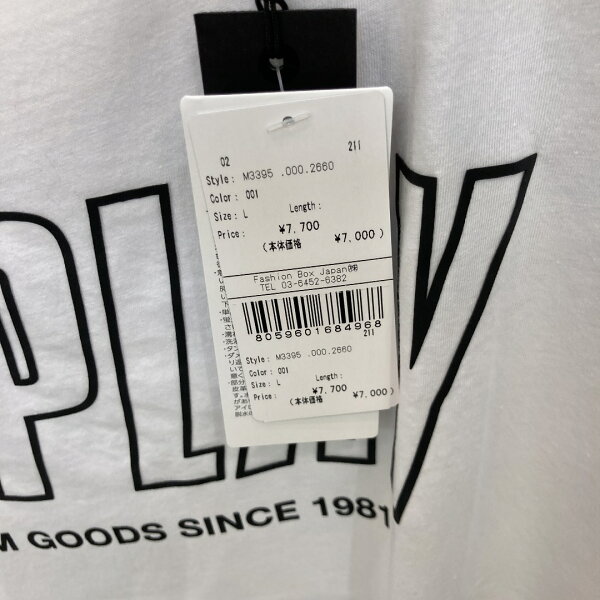 02 211
Style: M3395 .000.2660
Color: 001
Size: L Length:
Price: ¥7,700
(本体価格 ¥7,000)
Fashion Box Japan㈱
TEL 03-6452-6382
8059601684968
211
Style: M3395 .000.2660
Color: 001
Size: L Length:
Price: ¥7,700
(本体価格 ¥7,000)
PLAY
M GOODS SINCE 1981